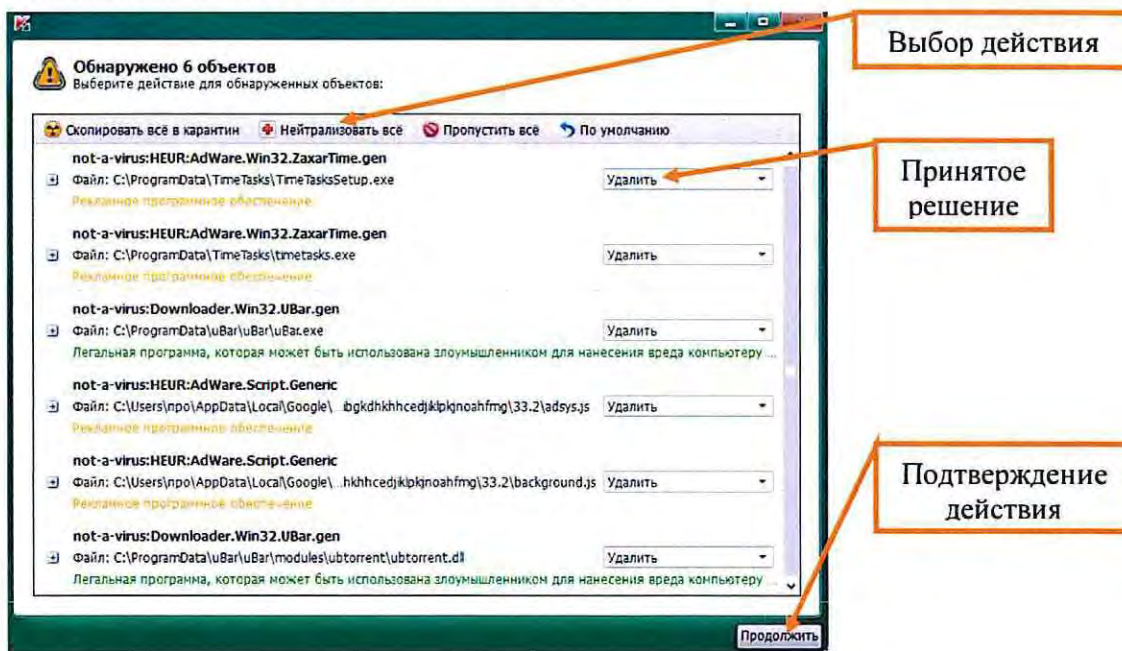 Обнаружено 6 объектов
Выберите действие для обнаруженных объектов:
Скопировать всё в карантин Нейтрализовать всё Пропустить всё По умолчанию
not-a-virus:HEUR:AdWare.Win32.ZaxarTime.gen
Файл: C:\ProgramData\TimeTasks\TimeTasksSetup.exe Удалить
Рекламное программное обеспечение
not-a-virus:HEUR:AdWare.Win32.ZaxarTime.gen
Файл: C:\ProgramData\TimeTasks\timetasks.exe Удалить
Рекламное программное обеспечение
not-a-virus:Downloader.Win32.UBar.gen
Файл: C:\ProgramData\uBar\uBar\uBar.exe Удалить
Легальная программа, которая может быть использована злоумышленником для нанесения вреда компьютеру ...
not-a-virus:HEUR:AdWare.Script.Generic
Файл: C:\Users\npo\AppData\Local\Google\ ...\33.2\adsys.js Удалить
Рекламное программное обеспечение
not-a-virus:HEUR:AdWare.Script.Generic
Файл: C:\Users\npo\AppData\Local\Google\ ...\33.2\background.js Удалить
Рекламное программное обеспечение
not-a-virus:Downloader.Win32.UBar.gen
Файл: C:\ProgramData\uBar\uBar\modules\ubtorrent\ubtorrent.dll Удалить
Легальная программа, которая может быть использована злоумышленником для нанесения вреда компьютеру ...
Продолжить
Выбор действия
Принятое
решение
Подтверждение
действия